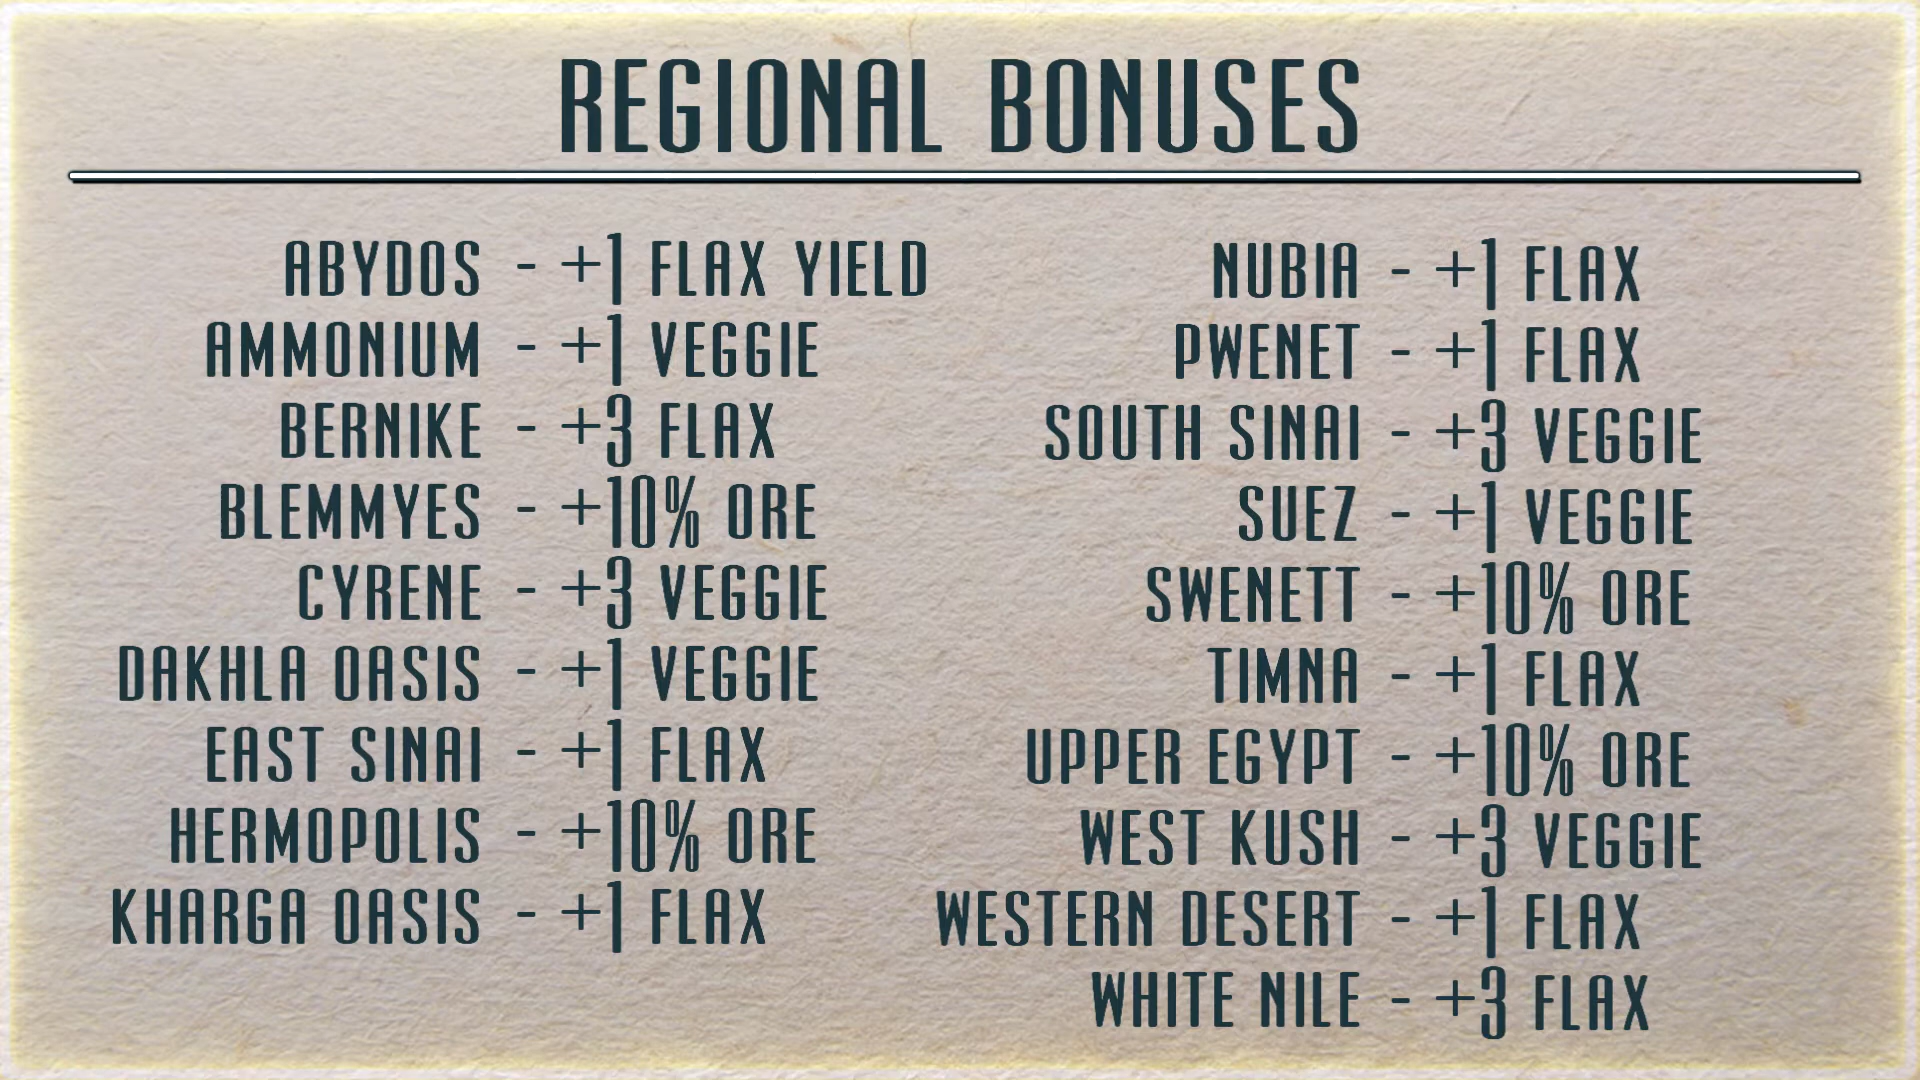 REGIONAL BONUSES
ABYDOS - +1 FLAX YIELD
AMMONIUM - +1 VEGGIE
BERNIKE - +3 FLAX
BLEMMYES - +10% ORE
CYRENE - +3 VEGGIE
DAKHLA OASIS - +1 VEGGIE
EAST SINAI - +1 FLAX
HERMOPOLIS - +10% ORE
KHARGA OASIS - +1 FLAX
NUBIA - +1 FLAX
PWENET - +1 FLAX
SOUTH SINAI - +3 VEGGIE
SUEZ - +1 VEGGIE
SWENETT - +10% ORE
TIMNA - +1 FLAX
UPPER EGYPT - +10% ORE
WEST KUSH - +3 VEGGIE
WESTERN DESERT - +1 FLAX
WHITE NILE - +3 FLAX